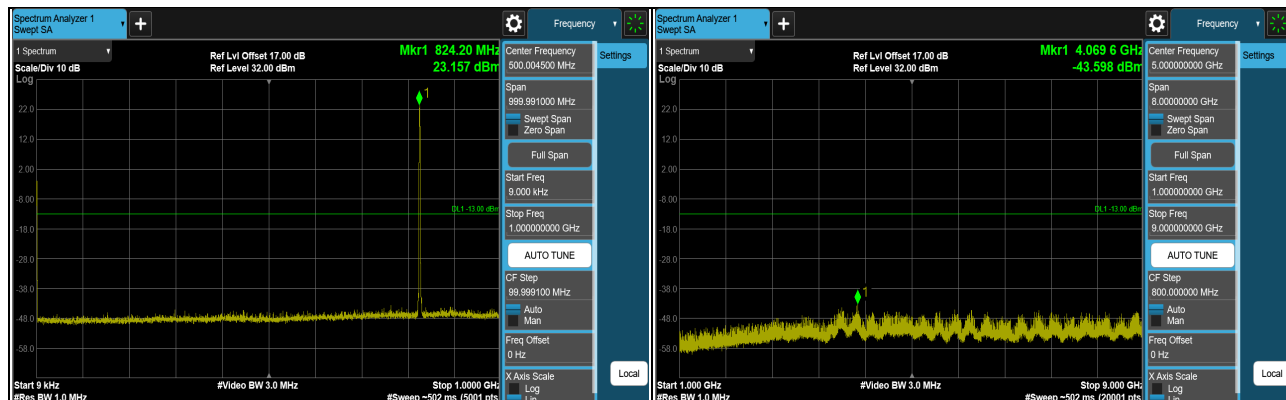 Spectrum Analyzer 1
Swept SA
+
Frequency
1 Spectrum
Scale/Div 10 dB
Log
Ref Lvl Offset 17.00 dB
Ref Level 32.00 dBm
Mkr1 824.20 MHz
23.157 dBm
1
22.0
12.0
2.00
-8.00
-18.0
-28.0
-38.0
-48.0
-58.0
DL1 -13.00 dBm
Start 9 kHz
#Res BW 1.0 MHz
#Video BW 3.0 MHz
Stop 1.0000 GHz
#Sweep ~502 ms (5001 pts)
Center Frequency
500.004500 MHz
Span
999.991000 MHz
Swept Span
Zero Span
Full Span
Start Freq
9.000 kHz
Stop Freq
1.000000000 GHz
AUTO TUNE
CF Step
99.999100 MHz
Auto
Man
Freq Offset
0 Hz
X Axis Scale
Log
Lin
Settings
Local
Spectrum Analyzer 1
Swept SA
+
Frequency
1 Spectrum
Scale/Div 10 dB
Log
Ref Lvl Offset 17.00 dB
Ref Level 32.00 dBm
Mkr1 4.069 6 GHz
-43.598 dBm
1
22.0
12.0
2.00
-8.00
-18.0
-28.0
-38.0
-48.0
-58.0
DL1 -13.00 dBm
Start 1.000 GHz
#Res BW 1.0 MHz
#Video BW 3.0 MHz
Stop 9.000 GHz
#Sweep ~502 ms (20001 pts)
Center Frequency
5.000000000 GHz
Span
8.00000000 GHz
Swept Span
Zero Span
Full Span
Start Freq
1.000000000 GHz
Stop Freq
9.000000000 GHz
AUTO TUNE
CF Step
800.000000 MHz
Auto
Man
Freq Offset
0 Hz
X Axis Scale
Log
Lin
Settings
Local